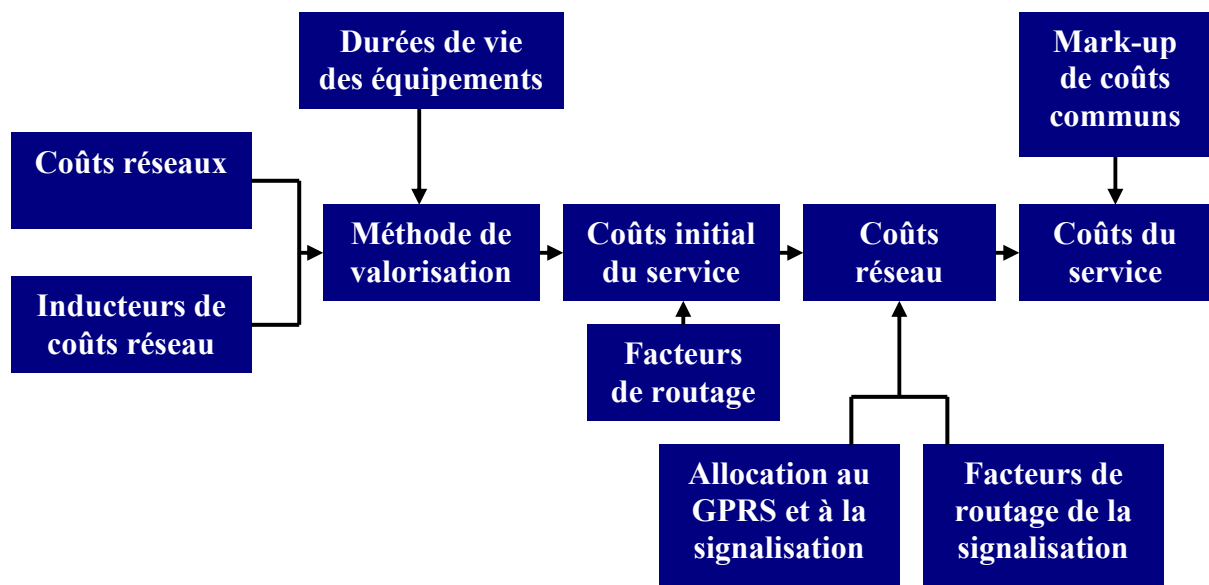 Durées de vie
des équipements
Mark-up
de coûts
communs
Coûts réseaux
Méthode de
valorisation
Coûts initial
du service
Coûts
réseau
Coûts du
service
Inducteurs de
coûts réseau
Facteurs
de routage
Allocation au
GPRS et à la
signalisation
Facteurs de
routage de la
signalisation